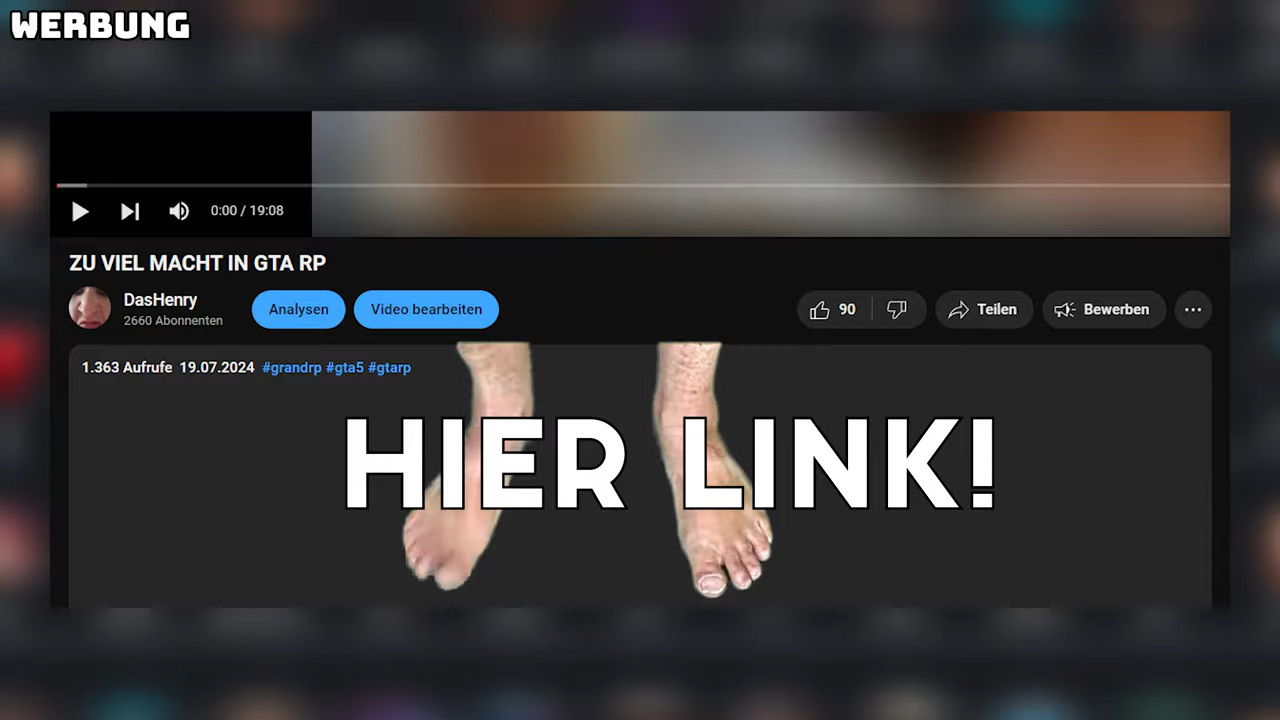 WERBUNG
0:00 / 19:08
ZU VIEL MACHT IN GTA RP
DasHenry
2660 Abonnenten
Analysen
Video bearbeiten
90
Teilen
Bewerben
1.363 Aufrufe 19.07.2024 #grandrp #gta5 #gtarp
HIER LINK!